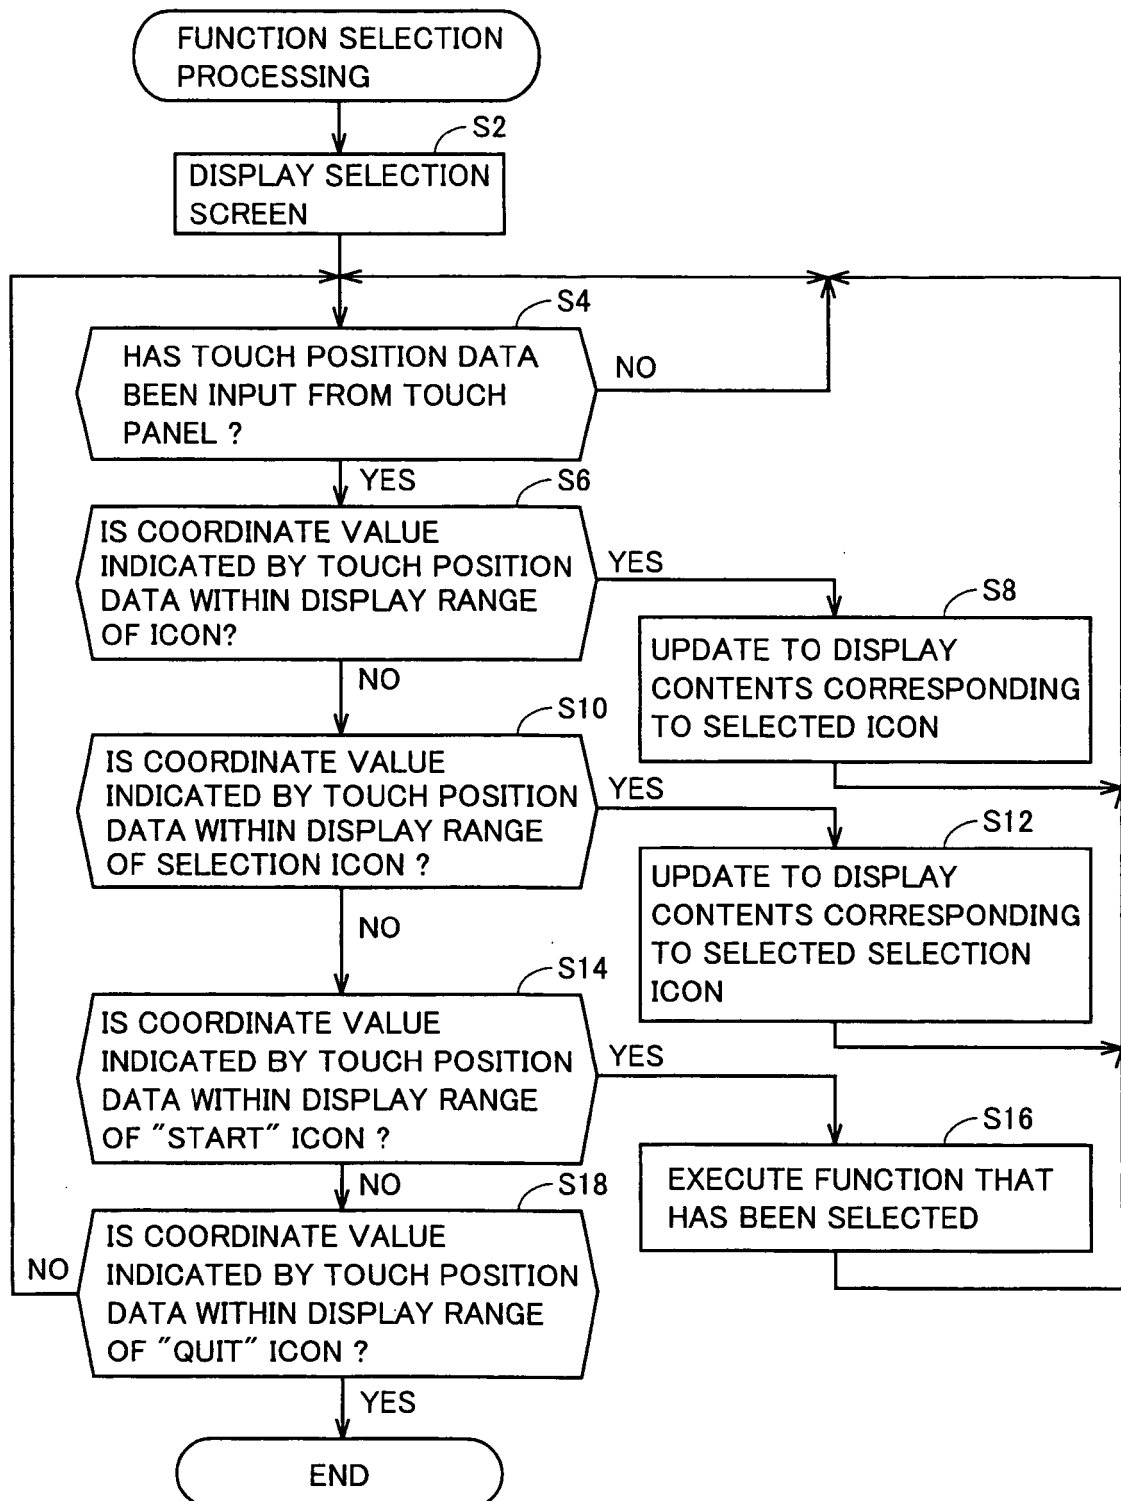 FUNCTION SELECTION
PROCESSING
S2
DISPLAY SELECTION
SCREEN
S4
HAS TOUCH POSITION DATA
BEEN INPUT FROM TOUCH
PANEL ?
NO
YES
S6
IS COORDINATE VALUE
INDICATED BY TOUCH POSITION
DATA WITHIN DISPLAY RANGE
OF ICON?
YES
S8
UPDATE TO DISPLAY
CONTENTS CORRESPONDING
TO SELECTED ICON
NO
S10
IS COORDINATE VALUE
INDICATED BY TOUCH POSITION
DATA WITHIN DISPLAY RANGE
OF SELECTION ICON ?
YES
S12
UPDATE TO DISPLAY
CONTENTS CORRESPONDING
TO SELECTED SELECTION
ICON
NO
S14
IS COORDINATE VALUE
INDICATED BY TOUCH POSITION
DATA WITHIN DISPLAY RANGE
OF "START" ICON ?
YES
S16
EXECUTE FUNCTION THAT
HAS BEEN SELECTED
NO
S18
IS COORDINATE VALUE
INDICATED BY TOUCH POSITION
DATA WITHIN DISPLAY RANGE
OF "QUIT" ICON ?
NO
YES
END